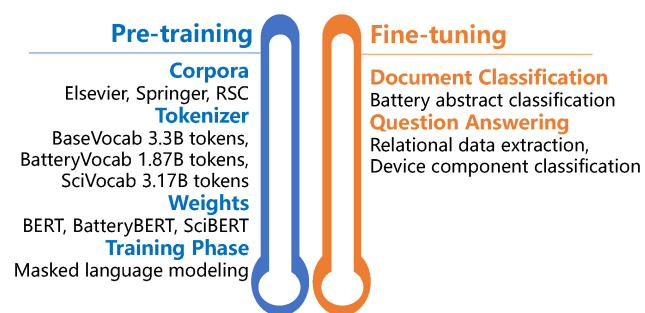 Pre-training
Corpora
Elsevier, Springer, RSC
Tokenizer
BaseVocab 3.3B tokens,
BatteryVocab 1.87B tokens,
SciVocab 3.17B tokens
Weights
BERT, BatteryBERT, SciBERT
Training Phase
Masked language modeling
Fine-tuning
Document Classification
Battery abstract classification
Question Answering
Relational data extraction,
Device component classification